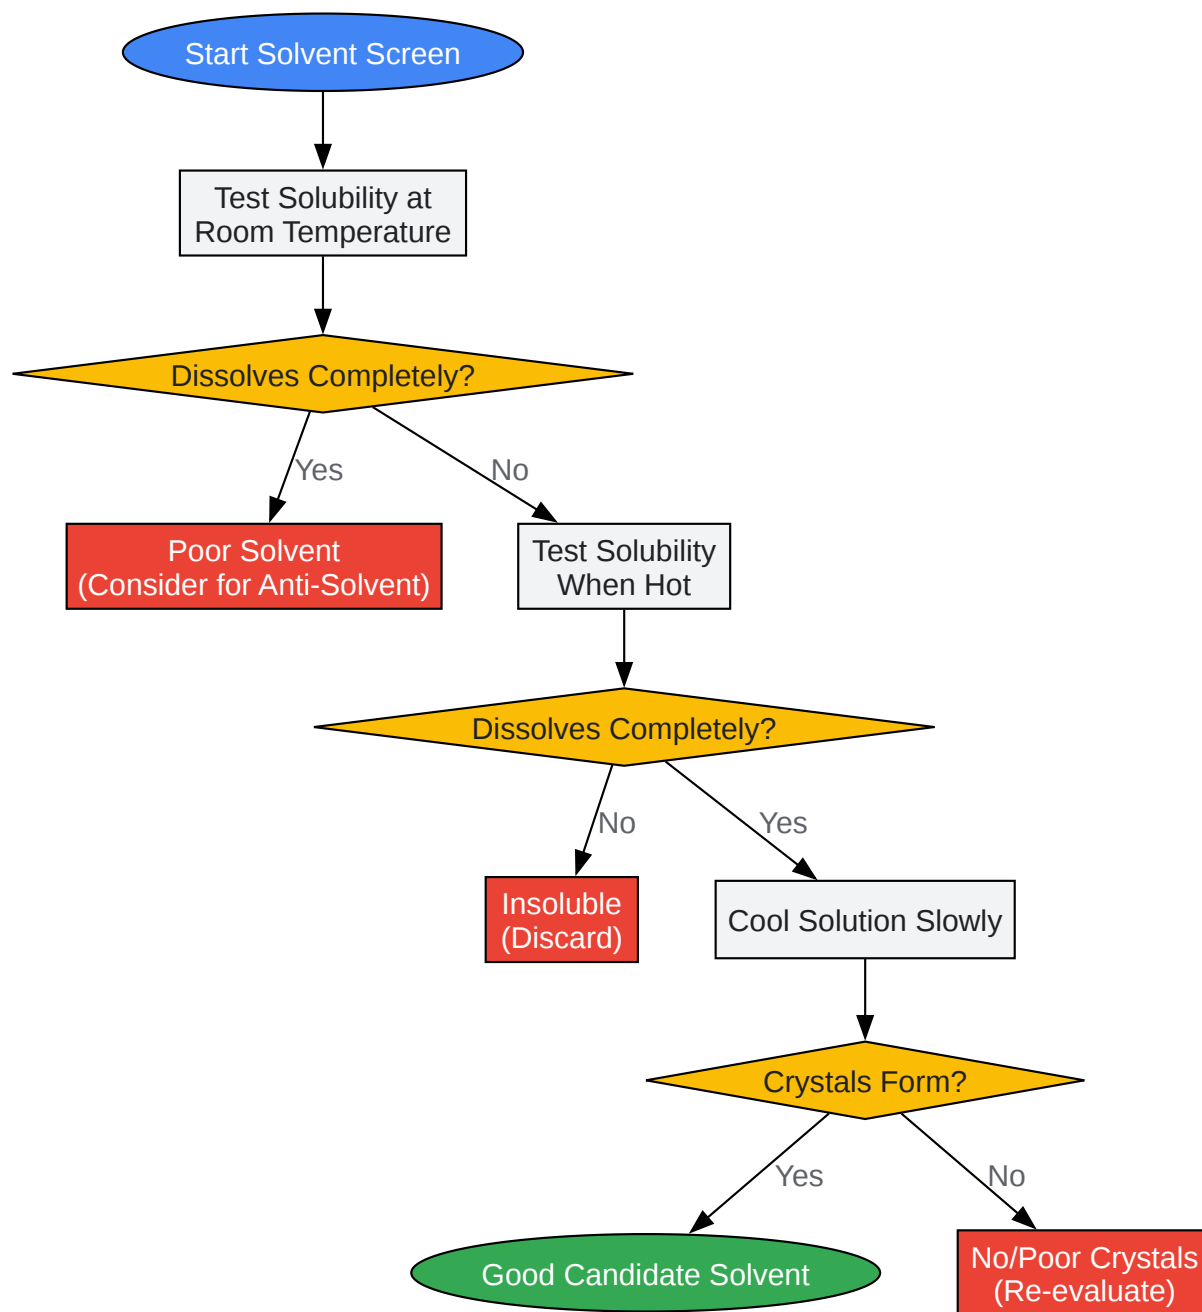 Start Solvent Screen
Test Solubility at
Room Temperature
Dissolves Completely?
Yes
No
Poor Solvent
(Consider for Anti-Solvent)
Test Solubility
When Hot
Dissolves Completely?
No
Yes
Insoluble
(Discard)
Cool Solution Slowly
Crystals Form?
Yes
No
Good Candidate Solvent
No/Poor Crystals
(Re-evaluate)